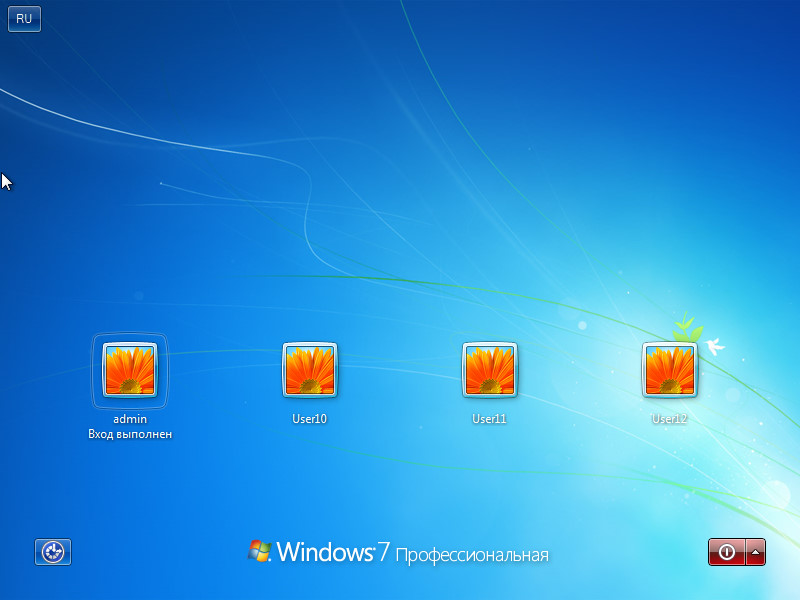 RU
admin
Вход выполнен
User10
User11
User12
Windows 7 Профессиональная